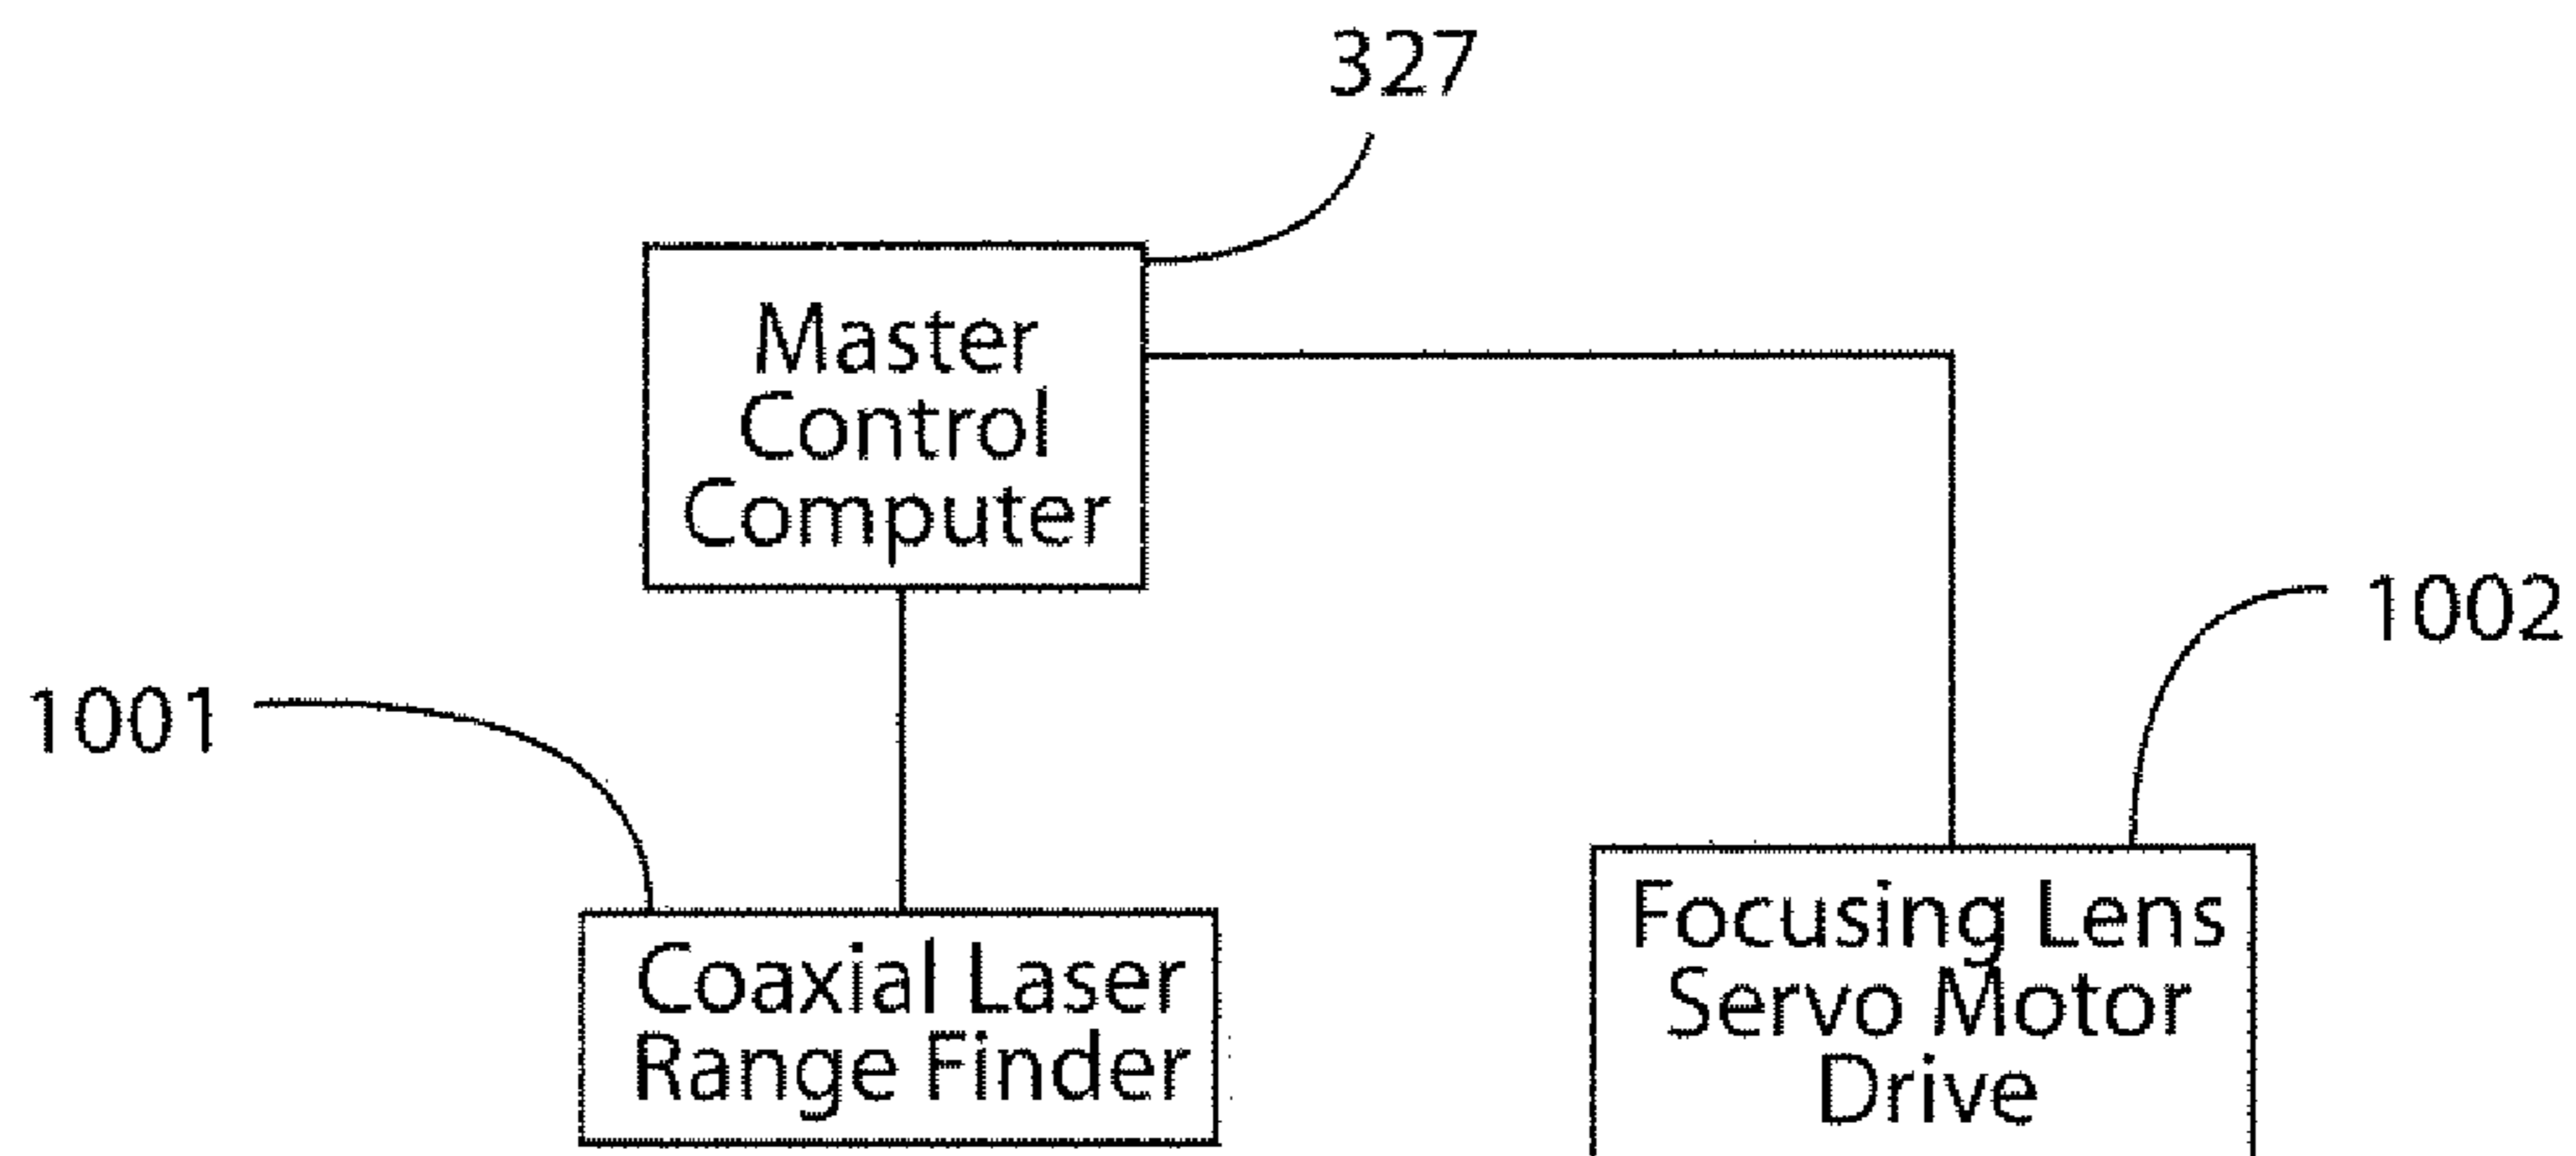 327
Master
Control
Computer
1002
1001
Coaxial Laser
Range Finder
Focusing Lens
Servo Motor
Drive